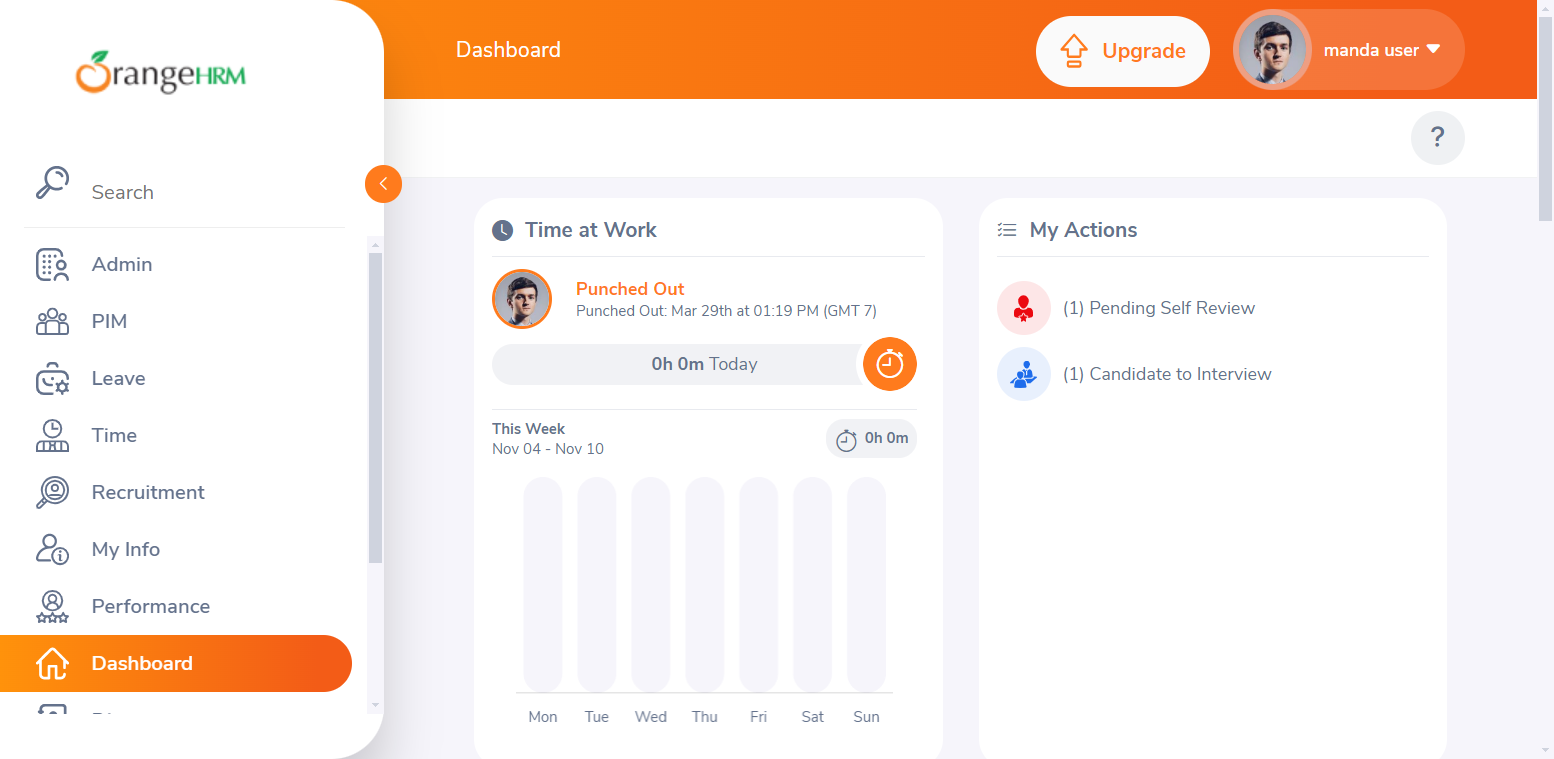 OrangeHRM
Dashboard
Upgrade
manda user
?
Search
Admin
PIM
Leave
Time
Recruitment
My Info
Performance
Dashboard
Time at Work
Punched Out
Punched Out: Mar 29th at 01:19 PM (GMT 7)
0h 0m Today
This Week
Nov 04 - Nov 10
0h 0m
Mon Tue Wed Thu Fri Sat Sun
My Actions
(1) Pending Self Review
(1) Candidate to Interview